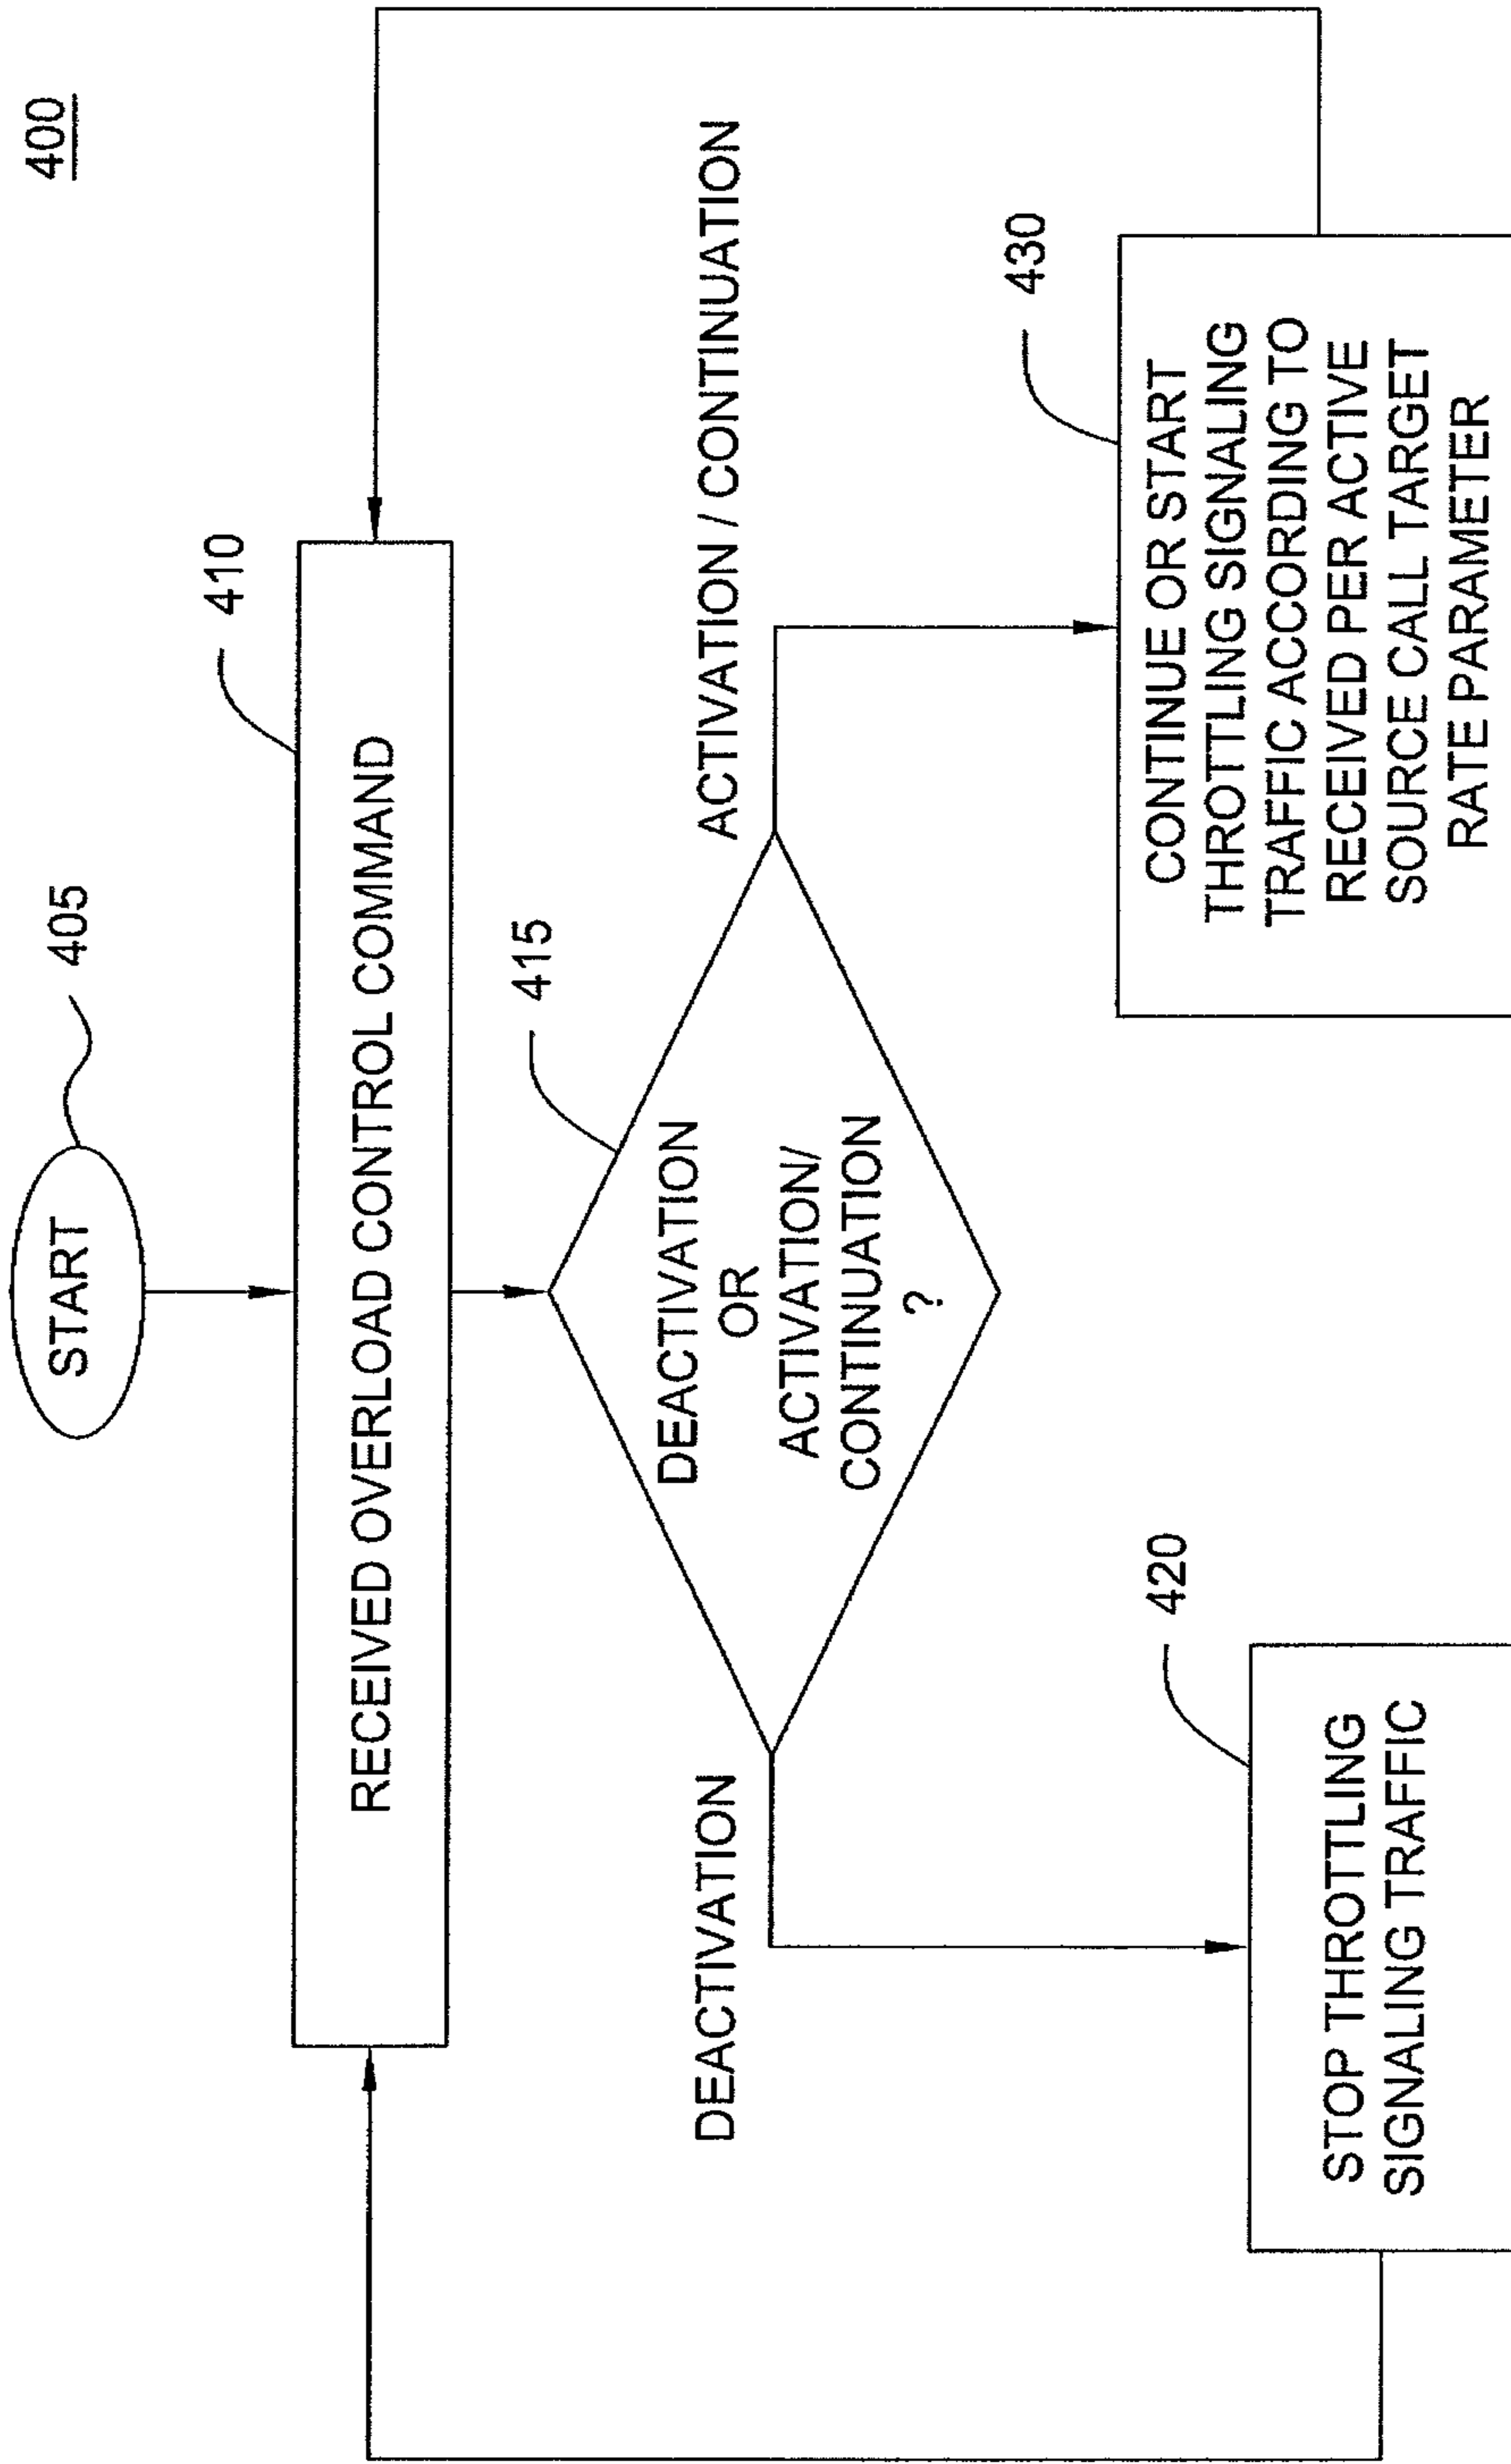 400
START
405
RECEIVED OVERLOAD CONTROL COMMAND
410
415
DEACTIVATION
OR
ACTIVATION/
CONTINUATION
?
DEACTIVATION
ACTIVATION / CONTINUATION
420
STOP THROTTLING
SIGNALING TRAFFIC
430
CONTINUE OR START
THROTTLING SIGNALING
TRAFFIC ACCORDING TO
RECEIVED PER ACTIVE
SOURCE CALL TARGET
RATE PARAMETER